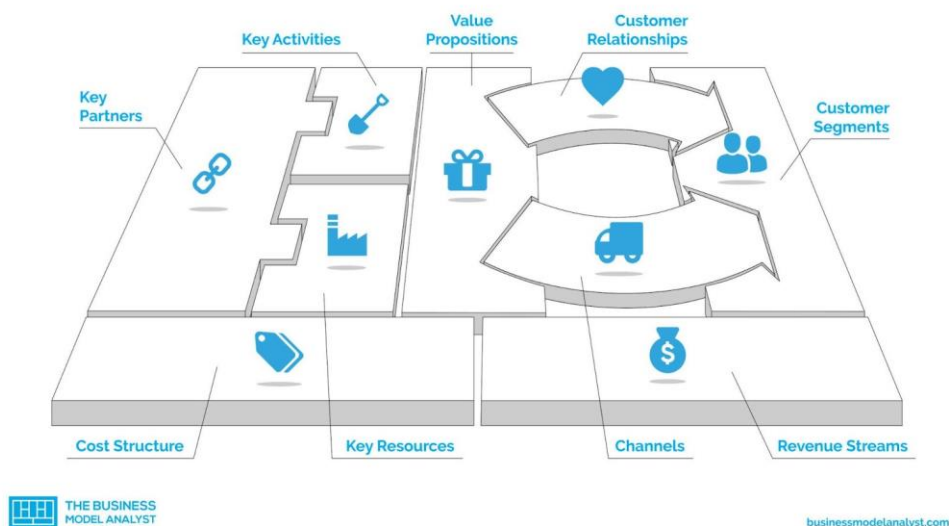 Value
Propositions
Customer
Relationships
Key Activities
Key
Partners
Customer
Segments
$
Cost Structure
Key Resources
Channels
Revenue Streams
THE BUSINESS
MODEL ANALYST
businessmodelanalyst.com